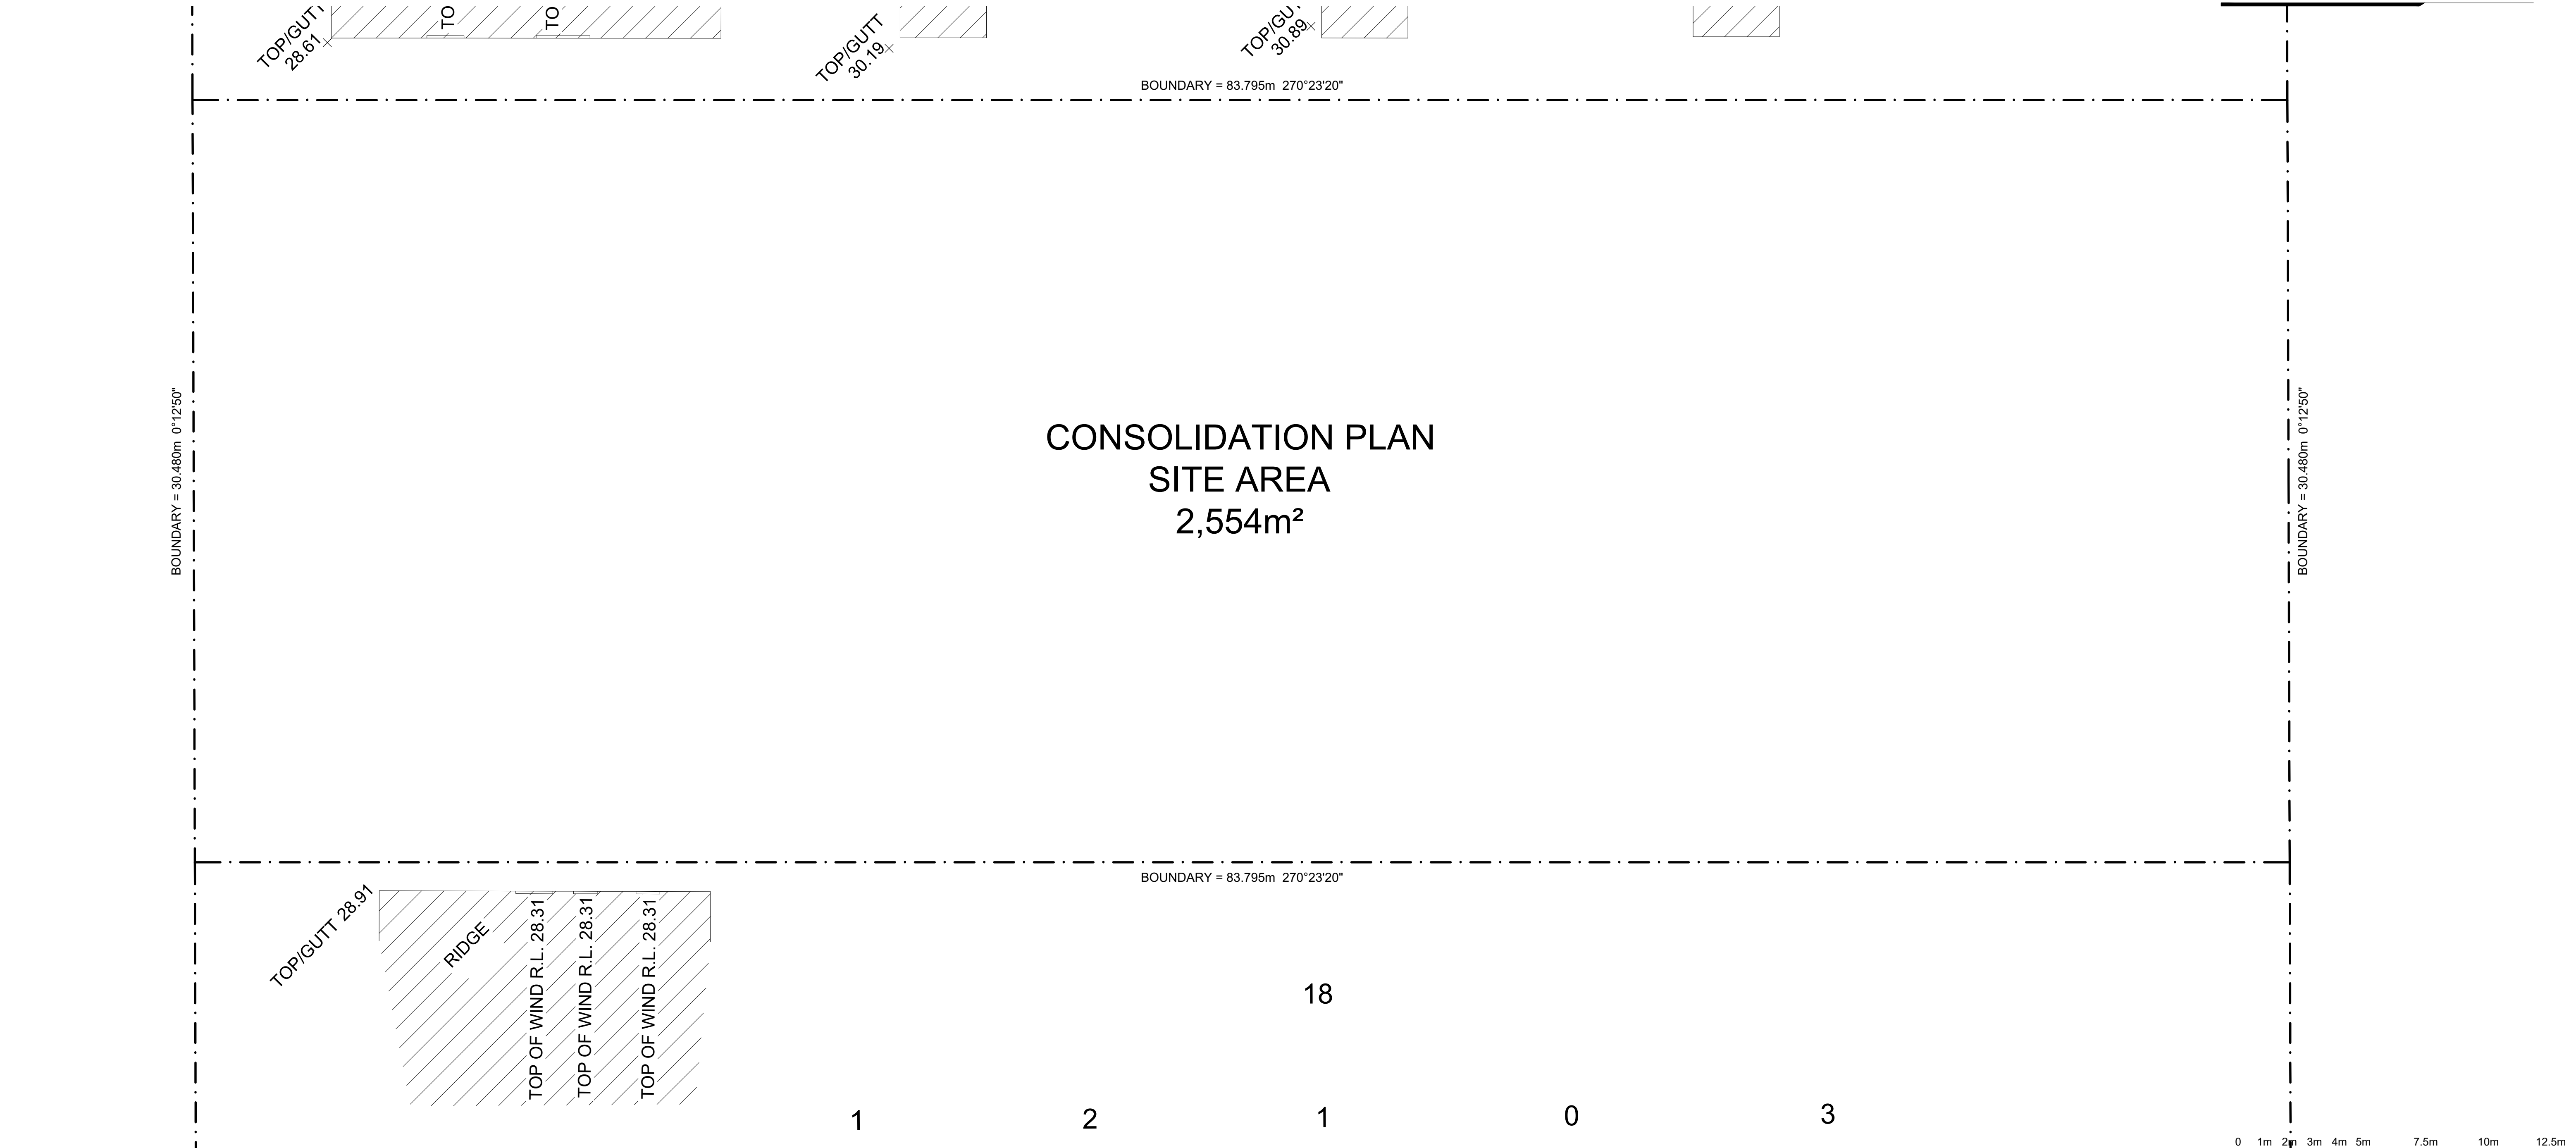 TOP/GUTT
28.61
TO
TO
TOP/GUTT
30.19
30.89
BOUNDARY = 83.795m 270°23'20"
BOUNDARY = 30.480m 0°12'50"
BOUNDARY = 30.480m 0°12'50"
CONSOLIDATION PLAN
SITE AREA
2,554m²
BOUNDARY = 83.795m 270°23'20"
TOP/GUTT 28.91
RIDGE
TOP OF WIND R.L. 28.31
TOP OF WIND R.L. 28.31
TOP OF WIND R.L. 28.31
18
1 2 1 0 3
0 1m 2m 3m 4m 5m 7.5m 10m 12.5m